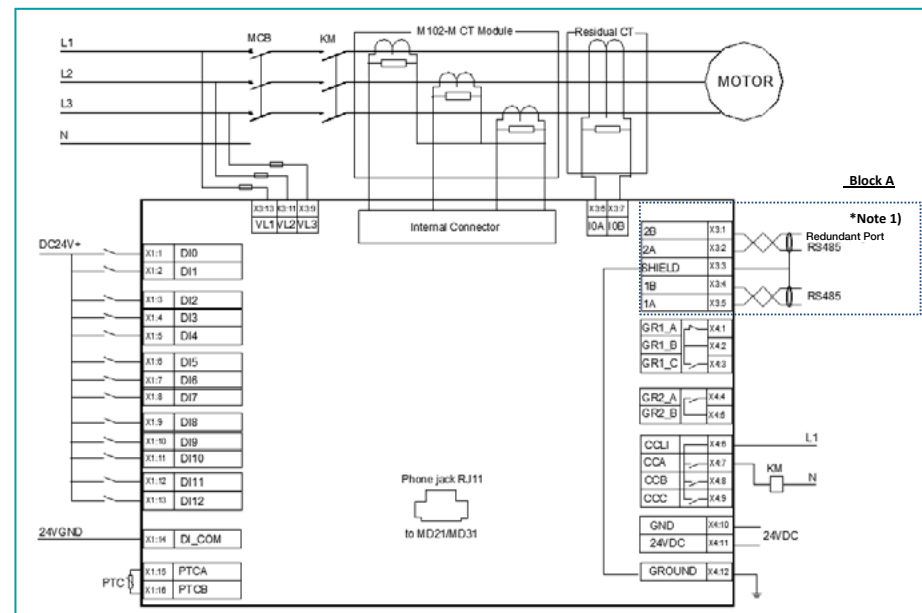 M102-M CT Module
Residual CT
L1
MCB
KM
L2
MOTOR
L3
N
Block A
*Note 1)
X3:13 X3:11 X3:9
VL1 VL2 VL3
Internal Connector
X3:6 X3:7
I0A I0B
2B X3:1
Redundant Port
2A X3:2
RS485
SHIELD X3:3
1B X3:4
RS485
1A X3:5
DC24V+
X1:1 DI0
X1:2 DI1
X1:3 DI2
X1:4 DI3
X1:5 DI4
X1:6 DI5
X1:7 DI6
X1:8 DI7
X1:9 DI8
X1:10 DI9
X1:11 DI10
X1:12 DI11
X1:13 DI12
24VGND
X1:14 DI_COM
PTC
X1:15 PTCA
X1:16 PTCB
GR1_A X4:1
GR1_B X4:2
GR1_C X4:3
GR2_A X4:4
GR2_B X4:5
CCLI X4:6
L1
CCA X4:7
KM
N
CCB X4:8
CCC X4:9
Phone jack RJ11
to MD21/MD31
GND X4:10
24VDC X4:11
24VDC
GROUND X4:12